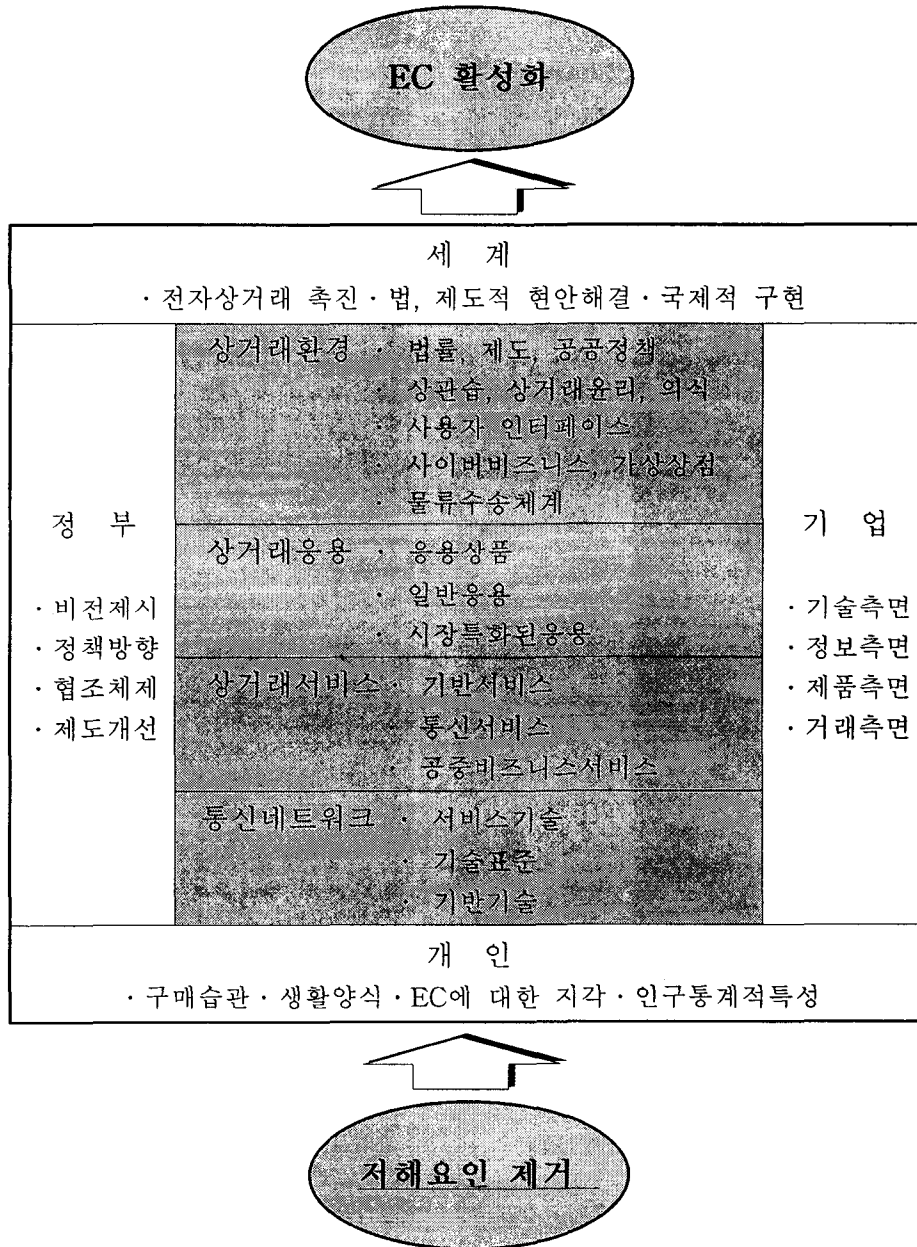 EC 활성화
세 계
· 전자상거래 촉진 · 법, 제도적 현안해결 · 국제적 구현
정 부
· 비전제시
· 정책방향
· 협조체제
· 제도개선
상거래환경 · 법률, 제도, 공공정책
· 상관습, 상거래윤리, 의식
· 사용자 인터페이스
· 사이버비즈니스, 가상상점
· 물류수송체계
상거래응용 · 응용상품
· 일반응용
· 시장특화된응용
상거래서비스 · 기반서비스
통신서비스
· 공중비즈니스서비스
통신네트워크 · 서비스기술
· 기술표준
· 기반기술
기 업
· 기술측면
· 정보측면
· 제품측면
· 거래측면
개 인
· 구매습관 · 생활양식 · EC에 대한 지각 · 인구통계적특성
저해요인 제거